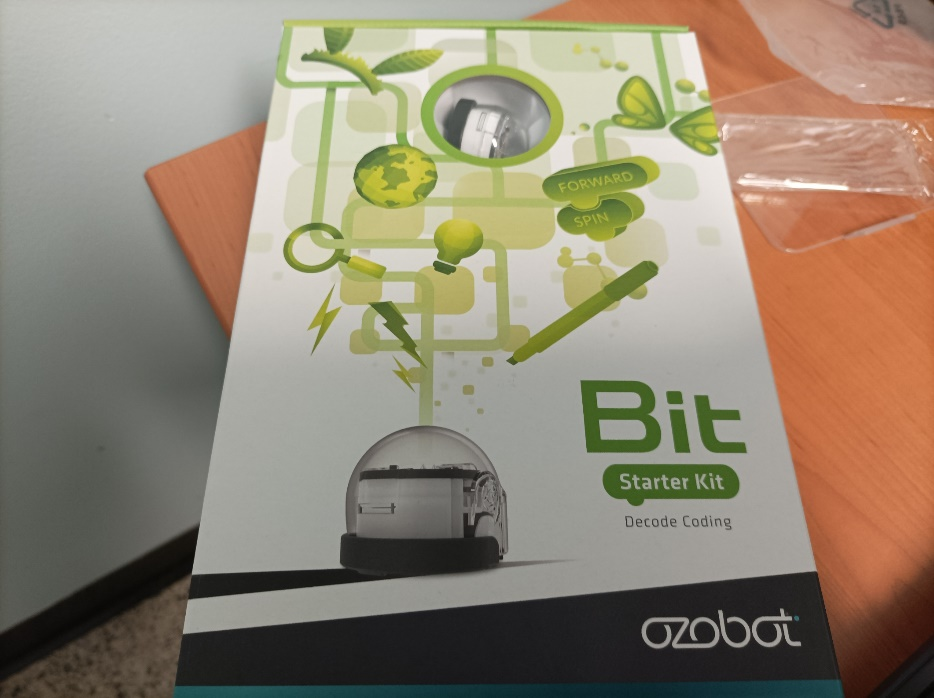 FORWARD
SPIN
Bit
Starter Kit
Decode Coding
ozobot